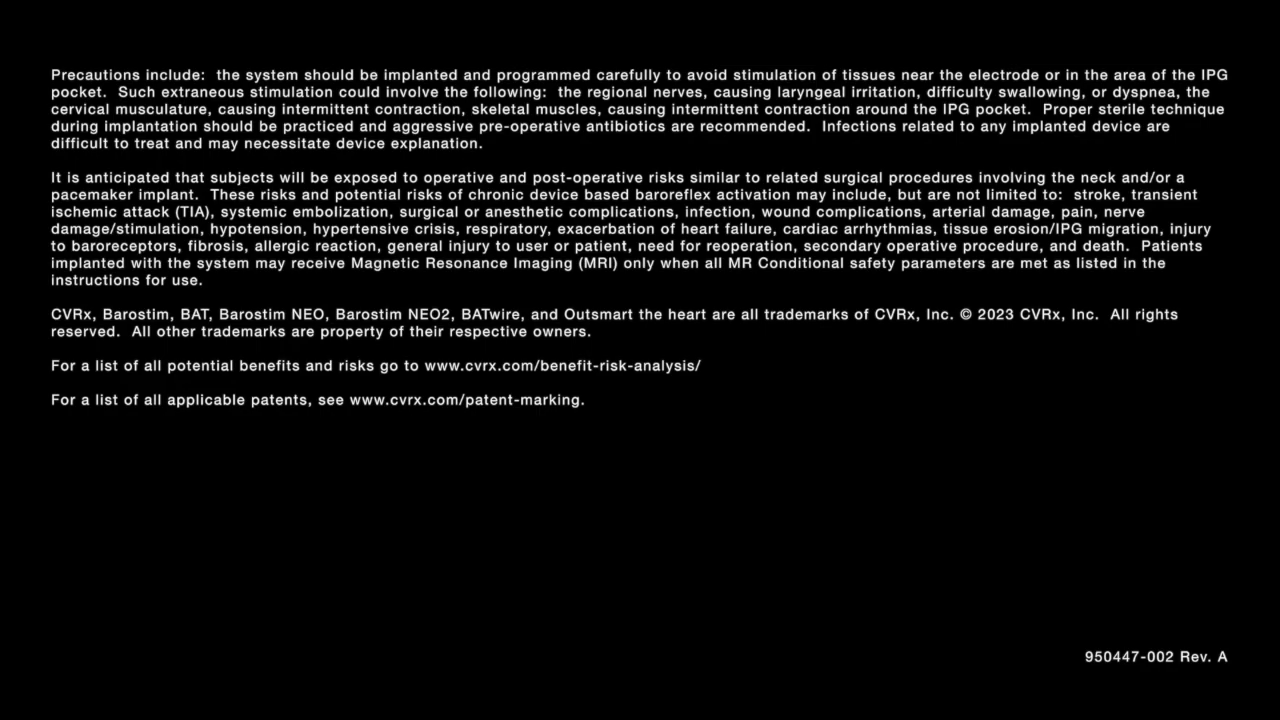 Precautions include:  the system should be implanted and programmed carefully to avoid stimulation of tissues near the electrode or in the area of the IPG
pocket.  Such extraneous stimulation could involve the following:  the regional nerves, causing laryngeal irritation, difficulty swallowing, or dyspnea, the
cervical musculature, causing intermittent contraction, skeletal muscles, causing intermittent contraction around the IPG pocket.  Proper sterile technique
during implantation should be practiced and aggressive pre-operative antibiotics are recommended.  Infections related to any implanted device are
difficult to treat and may necessitate device explanation.
It is anticipated that subjects will be exposed to operative and post-operative risks similar to related surgical procedures involving the neck and/or a
pacemaker implant.  These risks and potential risks of chronic device based baroreflex activation may include, but are not limited to:  stroke, transient
ischemic attack (TIA), systemic embolization, surgical or anesthetic complications, infection, wound complications, arterial damage, pain, nerve
damage/stimulation, hypotension, hypertensive crisis, respiratory, exacerbation of heart failure, cardiac arrhythmias, tissue erosion/IPG migration, injury
to baroreceptors, fibrosis, allergic reaction, general injury to user or patient, need for reoperation, secondary operative procedure, and death.  Patients
implanted with the system may receive Magnetic Resonance Imaging (MRI) only when all MR Conditional safety parameters are met as listed in the
instructions for use.
CVRx, Barostim, BAT, Barostim NEO, Barostim NEO2, BATwire, and Outsmart the heart are all trademarks of CVRx, Inc. © 2023 CVRx, Inc.  All rights
reserved.  All other trademarks are property of their respective owners.
For a list of all potential benefits and risks go to www.cvrx.com/benefit-risk-analysis/
For a list of all applicable patents, see www.cvrx.com/patent-marking.
950447-002 Rev. A